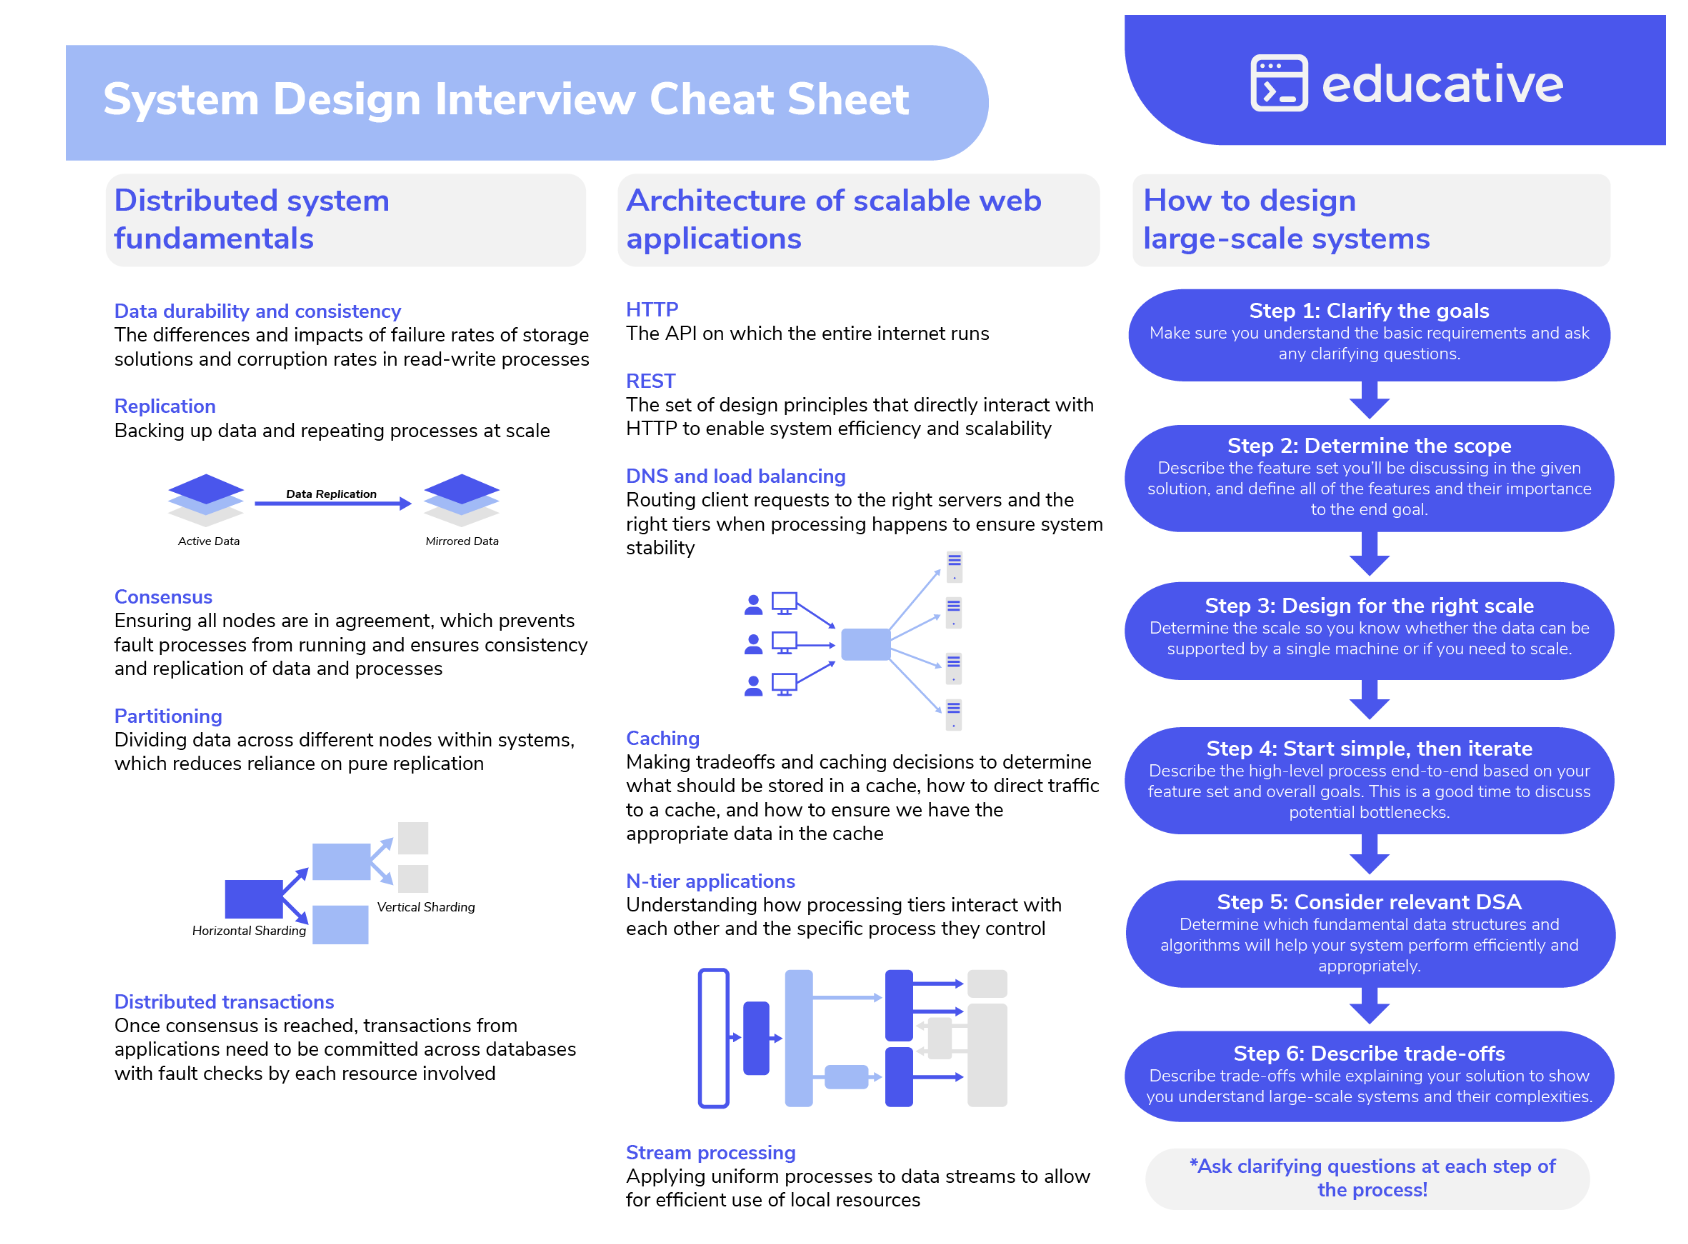 System Design Interview Cheat Sheet
educative
Distributed system
fundamentals
Data durability and consistency
The differences and impacts of failure rates of storage
solutions and corruption rates in read-write processes
Replication
Backing up data and repeating processes at scale
Data Replication
Active Data
Mirrored Data
Consensus
Ensuring all nodes are in agreement, which prevents
fault processes from running and ensures consistency
and replication of data and processes
Partitioning
Dividing data across different nodes within systems,
which reduces reliance on pure replication
Vertical Sharding
Horizontal Sharding
Distributed transactions
Once consensus is reached, transactions from
applications need to be committed across databases
with fault checks by each resource involved
Architecture of scalable web
applications
HTTP
The API on which the entire internet runs
REST
The set of design principles that directly interact with
HTTP to enable system efficiency and scalability
DNS and load balancing
Routing client requests to the right servers and the
right tiers when processing happens to ensure system
stability
Caching
Making tradeoffs and caching decisions to determine
what should be stored in a cache, how to direct traffic
to a cache, and how to ensure we have the
appropriate data in the cache
N-tier applications
Understanding how processing tiers interact with
each other and the specific process they control
Stream processing
Applying uniform processes to data streams to allow
for efficient use of local resources
How to design
large-scale systems
Step 1: Clarify the goals
Make sure you understand the basic requirements and ask
any clarifying questions.
Step 2: Determine the scope
Describe the feature set you'll be discussing in the given
solution, and define all of the features and their importance
to the end goal.
Step 3: Design for the right scale
Determine the scale so you know whether the data can be
supported by a single machine or if you need to scale.
Step 4: Start simple, then iterate
Describe the high-level process end-to-end based on your
feature set and overall goals. This is a good time to discuss
potential bottlenecks.
Step 5: Consider relevant DSA
Determine which fundamental data structures and
algorithms will help your system perform efficiently and
appropriately.
Step 6: Describe trade-offs
Describe trade-offs while explaining your solution to show
you understand large-scale systems and their complexities.
*Ask clarifying questions at each step of
the process!